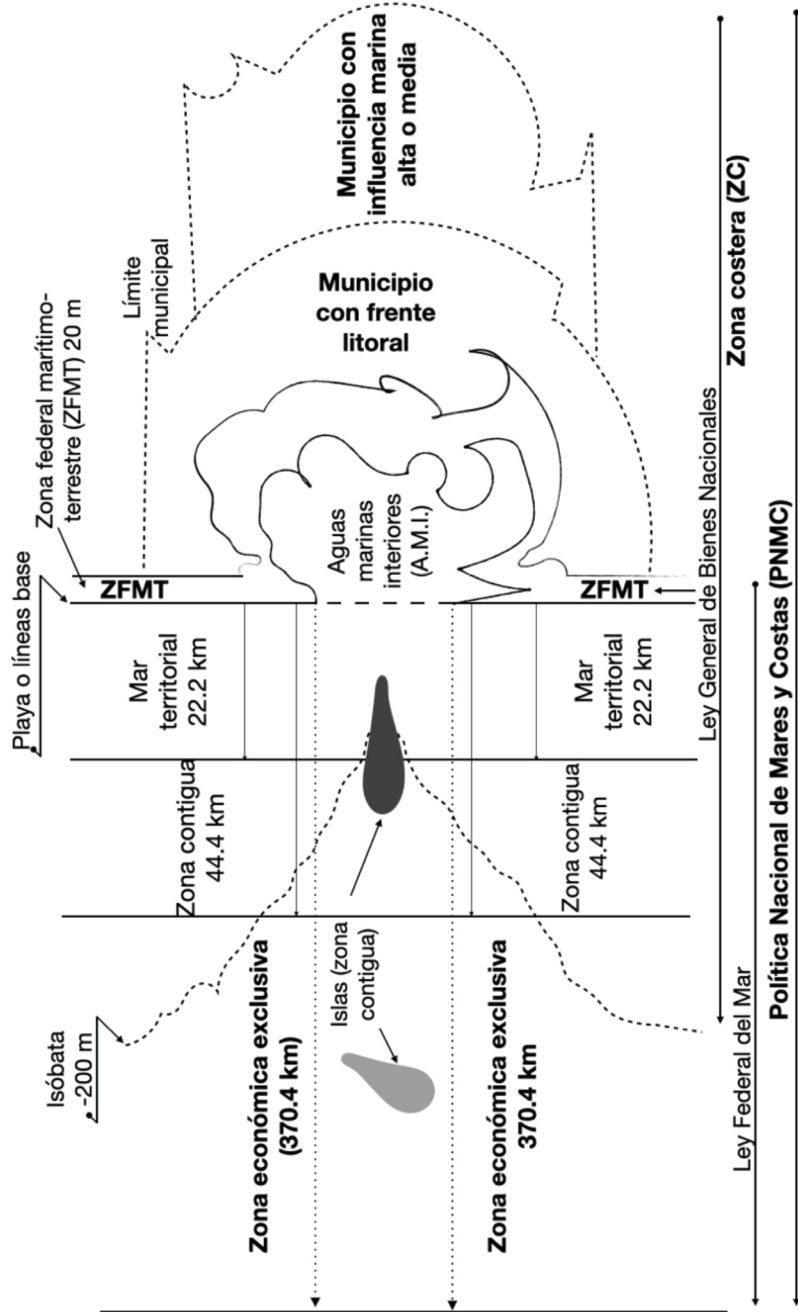 Municipio con
influencia marina
alta o media
Límite
municipal
Zona federal marítimo-
terrestre (ZFMT) 20 m
Municipio
con frente
litoral
Playa o líneas base
ZFMT
Aguas
marinas
interiores
(A.M.I.)
ZFMT
Mar
territorial
22.2 km
Mar
territorial
22.2 km
Zona contigua
44.4 km
Zona contigua
44.4 km
Isóbata
-200 m
Islas (zona
contigua)
Zona económica exclusiva
(370.4 km)
Zona económica exclusiva
370.4 km
Zona costera (ZC)
Ley General de Bienes Nacionales
Ley Federal del Mar
Política Nacional de Mares y Costas (PNMC)